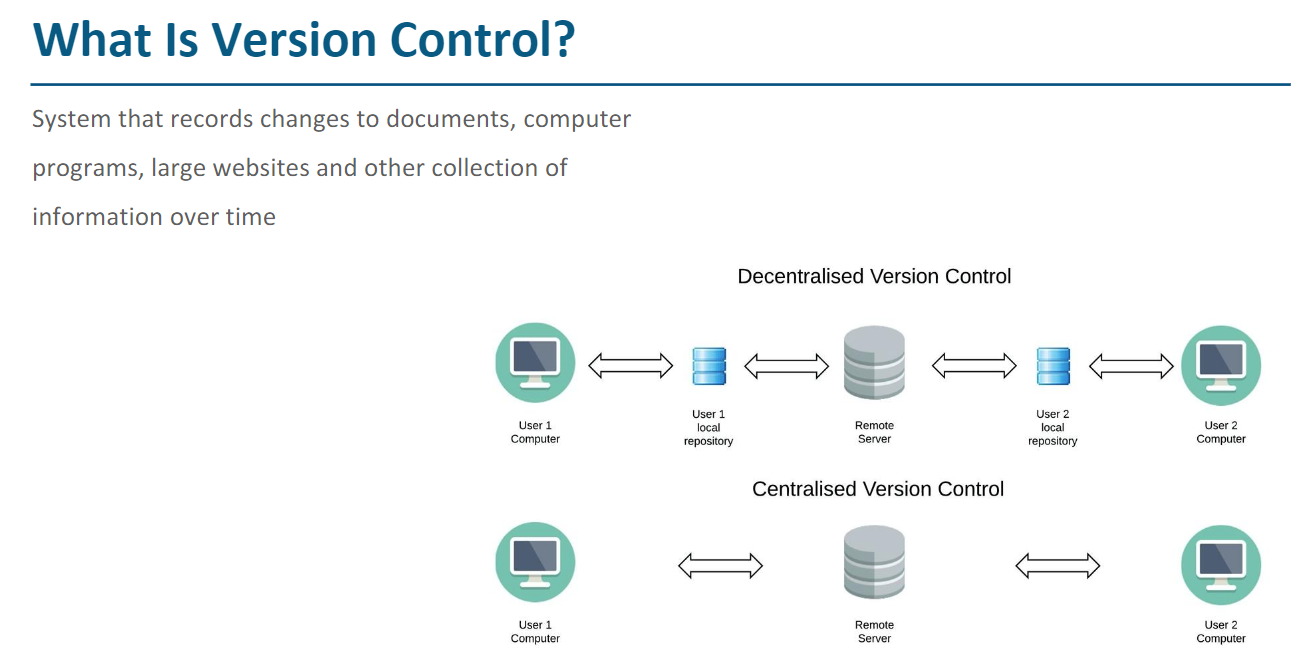 What Is Version Control?
System that records changes to documents, computer
programs, large websites and other collection of
information over time
Decentralised Version Control
User 1
Computer
User 1
local
repository
Remote
Server
User 2
local
repository
User 2
Computer
Centralised Version Control
User 1
Computer
Remote
Server
User 2
Computer